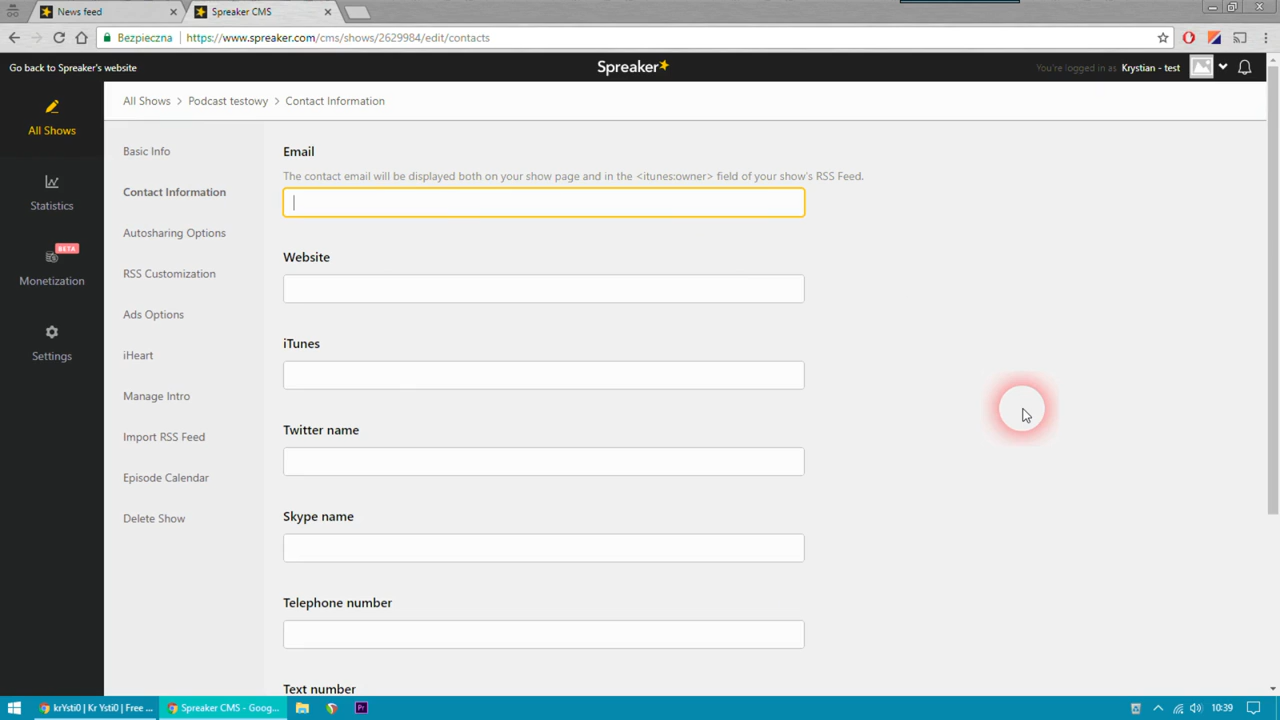 News feed
Spreaker CMS
Bezpieczna https://www.spreaker.com/cms/shows/2629984/edit/contacts
Go back to Spreaker's website
Spreaker
You're logged in as Krystian - test
All Shows
Statistics
BETA
Monetization
Settings
All Shows > Podcast testowy > Contact Information
Basic Info
Contact Information
Autosharing Options
RSS Customization
Ads Options
iHeart
Manage Intro
Import RSS Feed
Episode Calendar
Delete Show
Email
The contact email will be displayed both on your show page and in the <itunes:owner> field of your show's RSS Feed.
Website
iTunes
Twitter name
Skype name
Telephone number
Text number
krYsti0 | Kr Ysti0 | Free ...
Spreaker CMS - Goog...
Pr
10:39